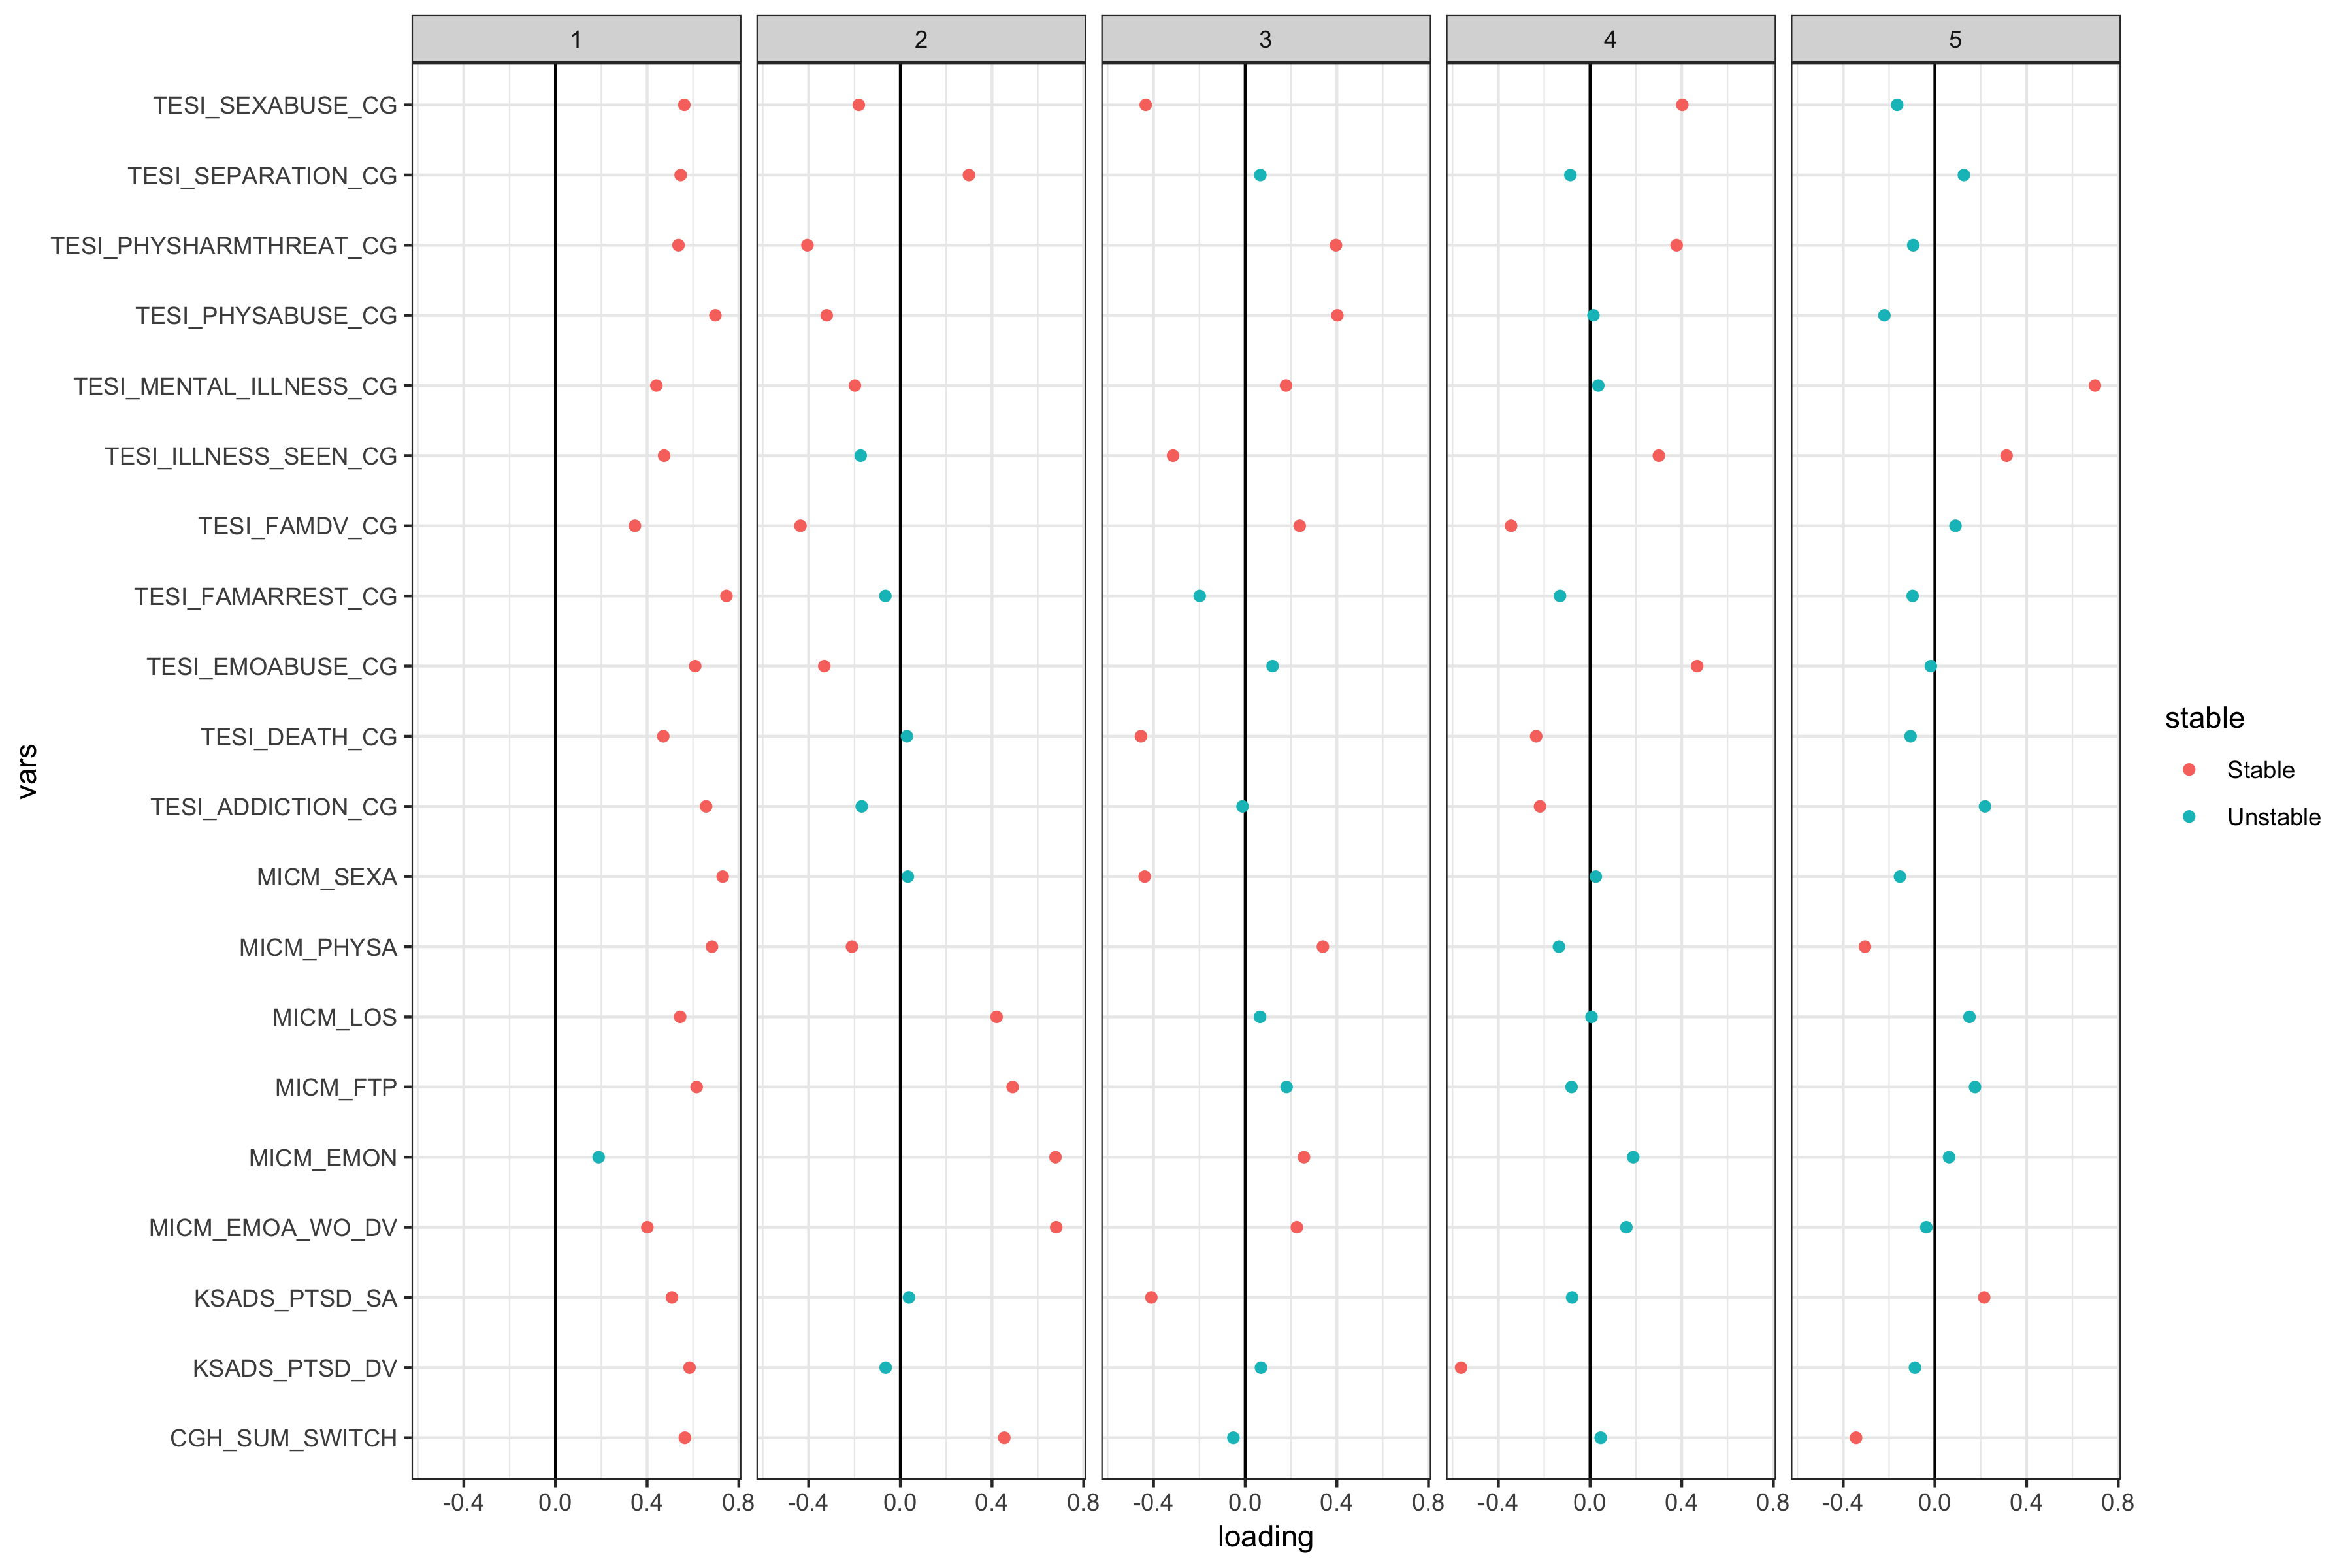 1 2 3 4 5
TESI_SEXABUSE_CG
TESI_SEPARATION_CG
TESI_PHYSHARMTHREAT_CG
TESI_PHYSABUSE_CG
TESI_MENTAL_ILLNESS_CG
TESI_ILLNESS_SEEN_CG
TESI_FAMDV_CG
TESI_FAMARREST_CG
TESI_EMOABUSE_CG
TESI_DEATH_CG
TESI_ADDICTION_CG
MICM_SEXA
MICM_PHYSA
MICM_LOS
MICM_FTP
MICM_EMON
MICM_EMOA_WO_DV
KSADS_PTSD_SA
KSADS_PTSD_DV
CGH_SUM_SWITCH
vars
-0.4 0.0 0.4 0.8 -0.4 0.0 0.4 0.8 -0.4 0.0 0.4 0.8 -0.4 0.0 0.4 0.8 -0.4 0.0 0.4 0.8
loading
stable
Stable
Unstable